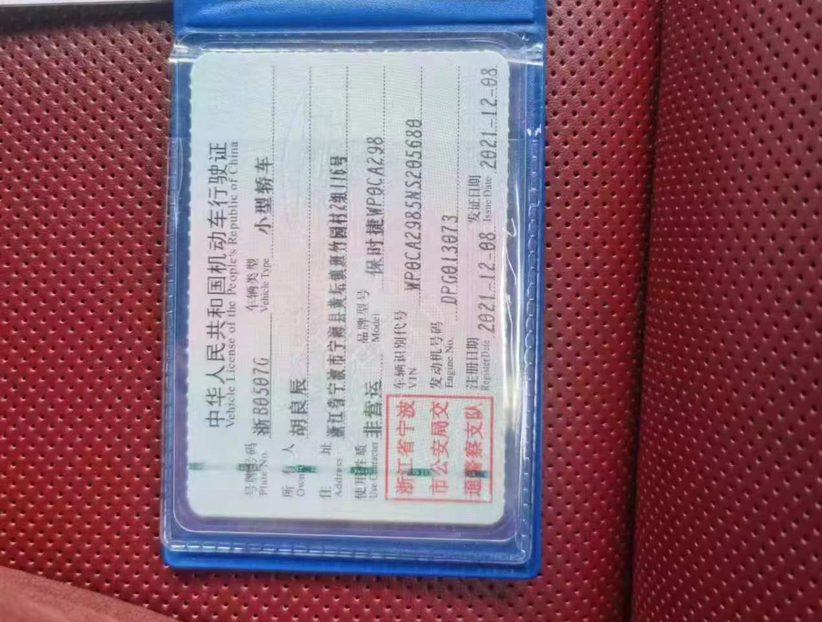 中华人民共和国机动车行驶证
Vehicle License of the People's Republic of China
号牌号码 浙B0507G 车辆类型 小型轿车
Plate No. Vehicle Type
所有人 胡良辰
Owner
住址 浙江省宁波市宁海县黄坛镇斑竹园村2组116号
Address
使用性质 非营运 品牌型号 保时捷WP0CA298
Use Character Model
浙江省宁波
市公安局交
通警察支队
车辆识别代号 WP0CA2985NS205680
VIN
发动机号码 DPG013073
Engine No.
注册日期 2021-12-08 发证日期 2021-12-08
Register Date Issue Date